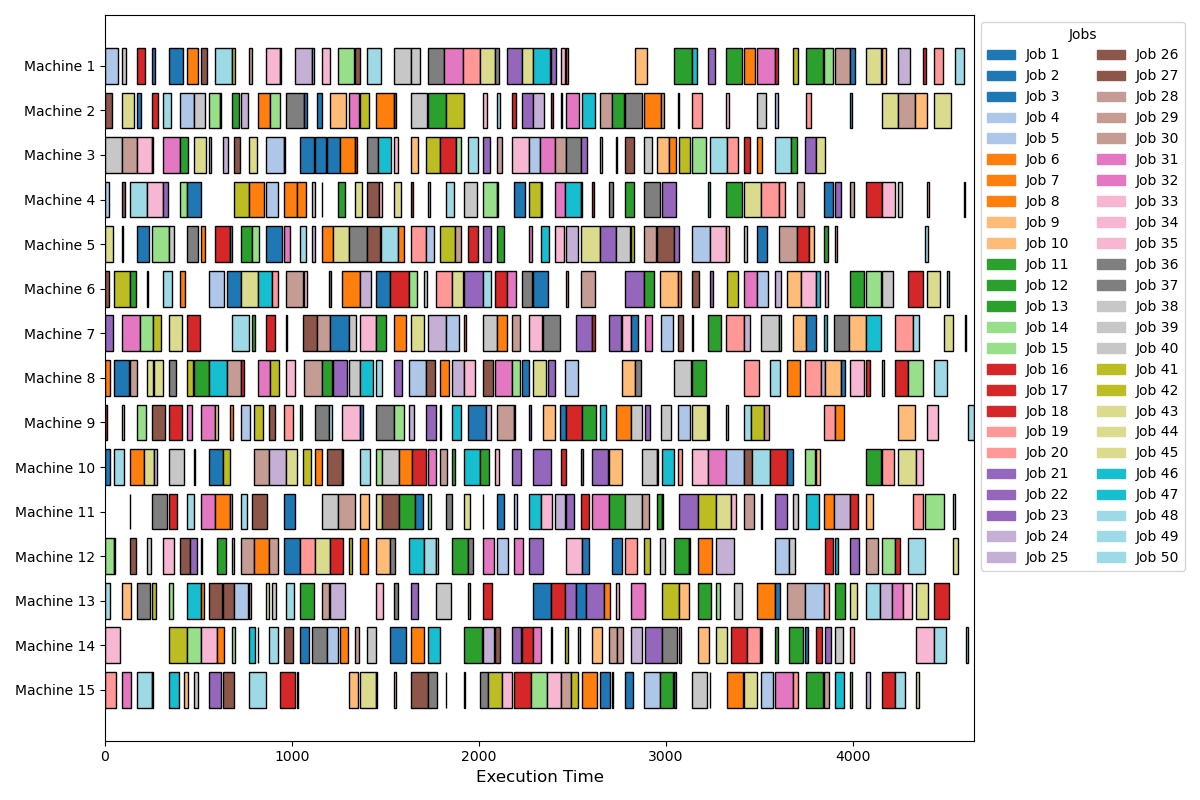 Machine 1
Machine 2
Machine 3
Machine 4
Machine 5
Machine 6
Machine 7
Machine 8
Machine 9
Machine 10
Machine 11
Machine 12
Machine 13
Machine 14
Machine 15
0 1000 2000 3000 4000
Execution Time
Jobs
Job 1
Job 2
Job 3
Job 4
Job 5
Job 6
Job 7
Job 8
Job 9
Job 10
Job 11
Job 12
Job 13
Job 14
Job 15
Job 16
Job 17
Job 18
Job 19
Job 20
Job 21
Job 22
Job 23
Job 24
Job 25
Job 26
Job 27
Job 28
Job 29
Job 30
Job 31
Job 32
Job 33
Job 34
Job 35
Job 36
Job 37
Job 38
Job 39
Job 40
Job 41
Job 42
Job 43
Job 44
Job 45
Job 46
Job 47
Job 48
Job 49
Job 50